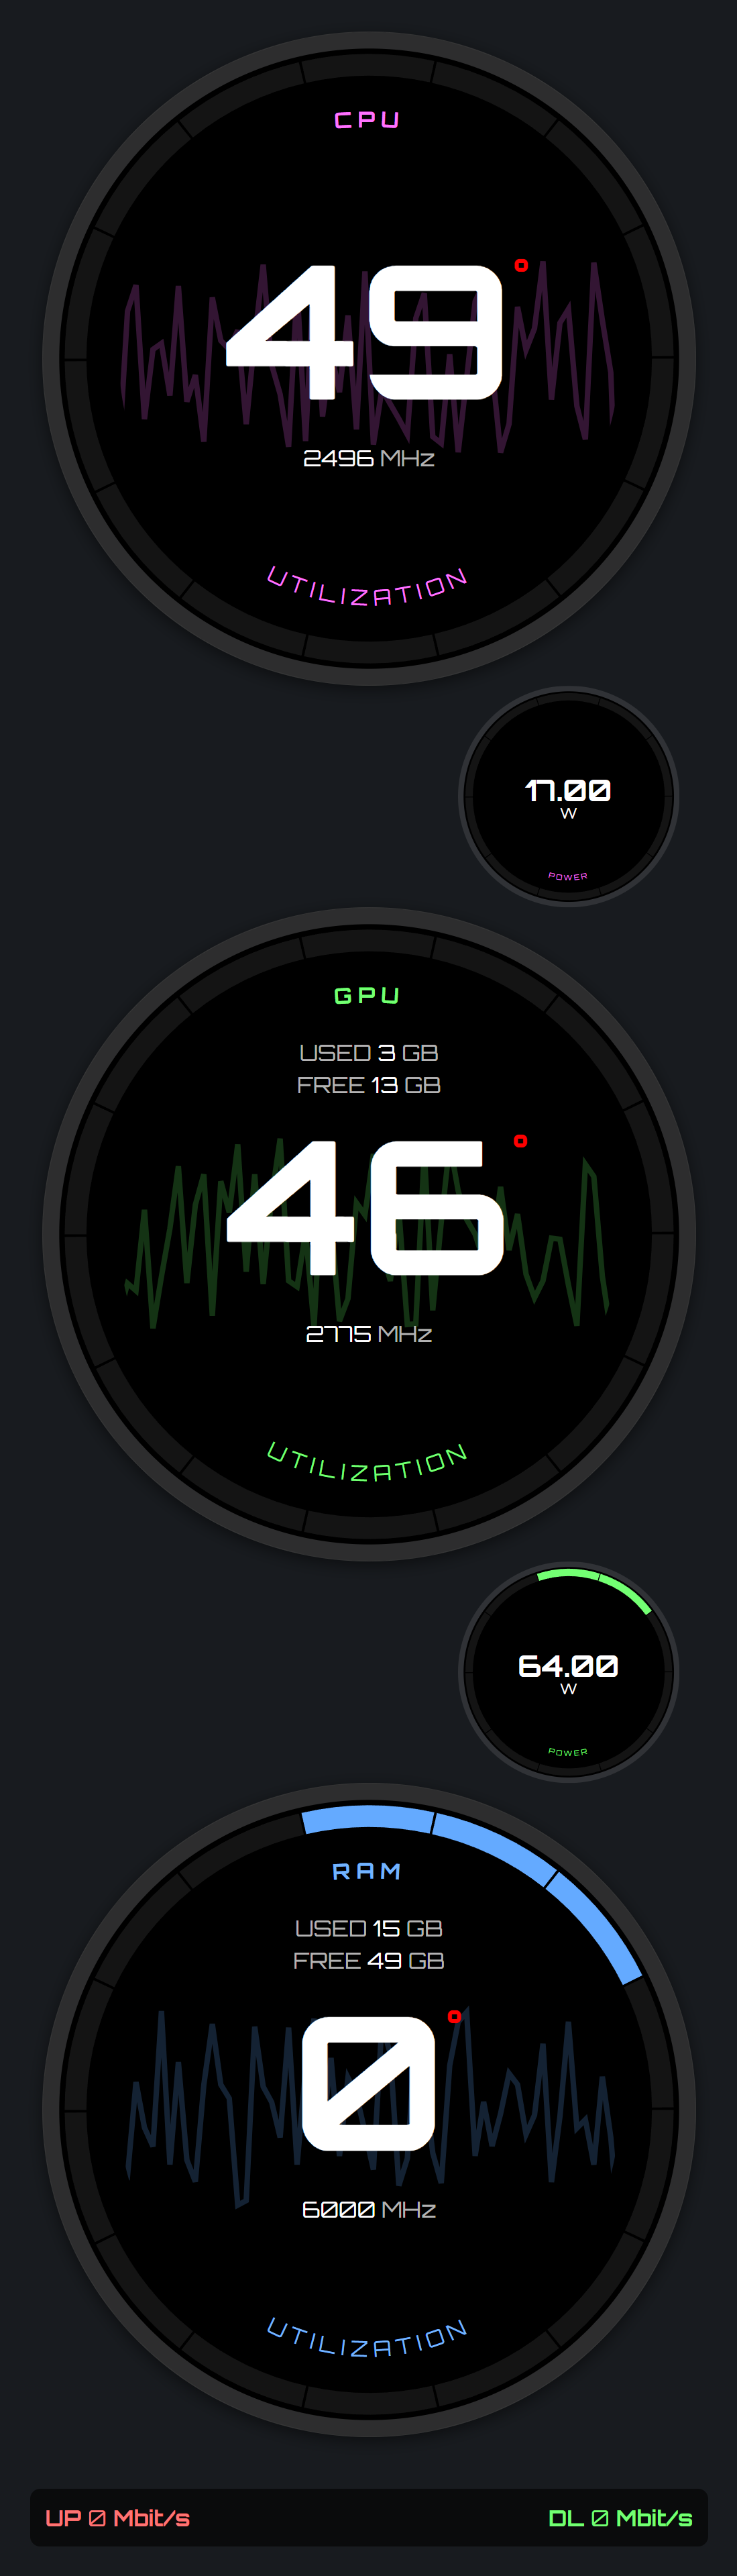 CPU
49°
2496 MHz
UTILIZATION
17.00
W
POWER
GPU
USED 3 GB
FREE 13 GB
46°
2775 MHz
UTILIZATION
64.00
W
POWER
RAM
USED 15 GB
FREE 49 GB
0°
6000 MHz
UTILIZATION
UP 0 Mbit/s DL 0 Mbit/s